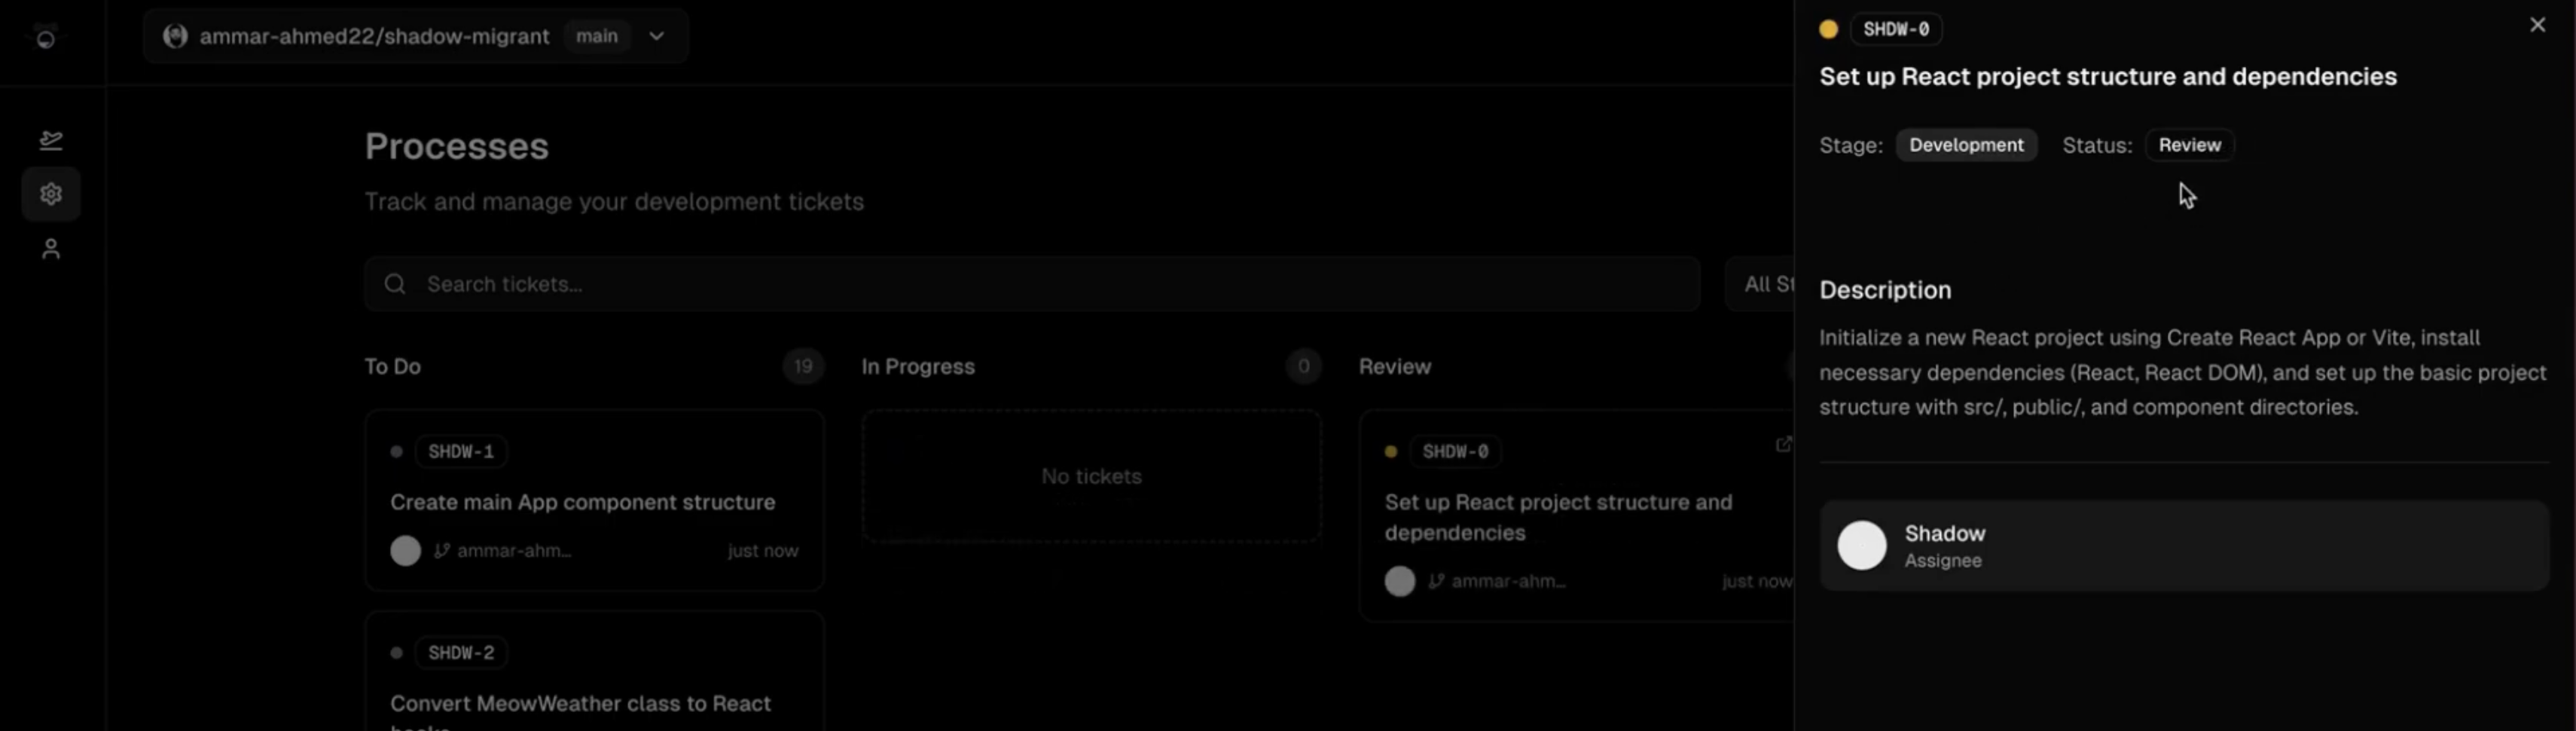 ammar-ahmed22/shadow-migrant main
Processes
Track and manage your development tickets
Search tickets...
To Do 19
SHDW-1
Create main App component structure
ammar-ahm... just now
SHDW-2
Convert MeowWeather class to React
In Progress 0
No tickets
Review
SHDW-0
Set up React project structure and
dependencies
ammar-ahm... just now
SHDW-0
Set up React project structure and dependencies
Stage: Development Status: Review
Description
Initialize a new React project using Create React App or Vite, install
necessary dependencies (React, React DOM), and set up the basic project
structure with src/, public/, and component directories.
Shadow
Assignee